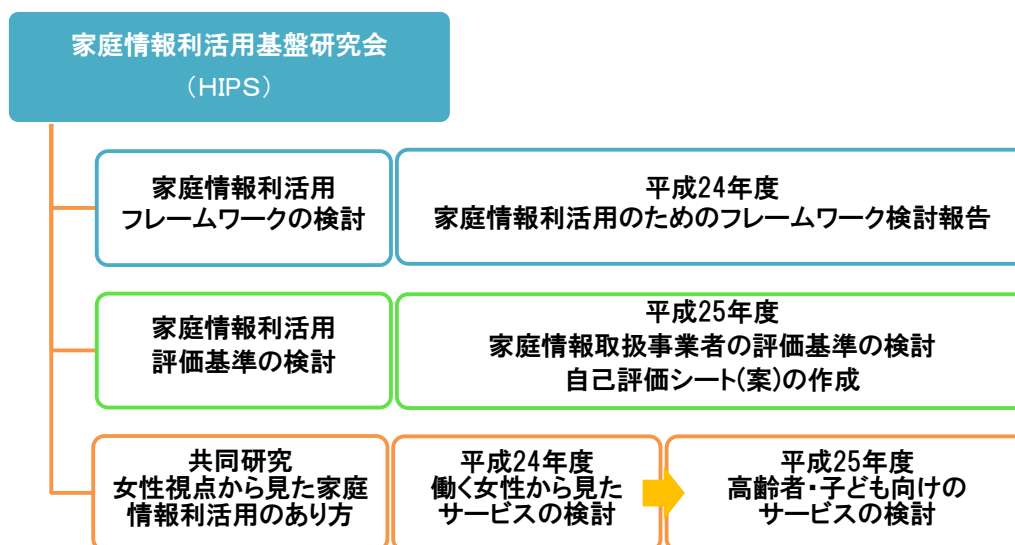 家庭情報利活用基盤研究会
（HIPS）
家庭情報利活用
フレームワークの検討
平成24年度
家庭情報利活用のためのフレームワーク検討報告
家庭情報利活用
評価基準の検討
平成25年度
家庭情報取扱事業者の評価基準の検討
自己評価シート(案)の作成
共同研究
女性視点から見た家庭
情報利活用のあり方
平成24年度
働く女性から見た
サービスの検討
平成25年度
高齢者・子ども向けの
サービスの検討